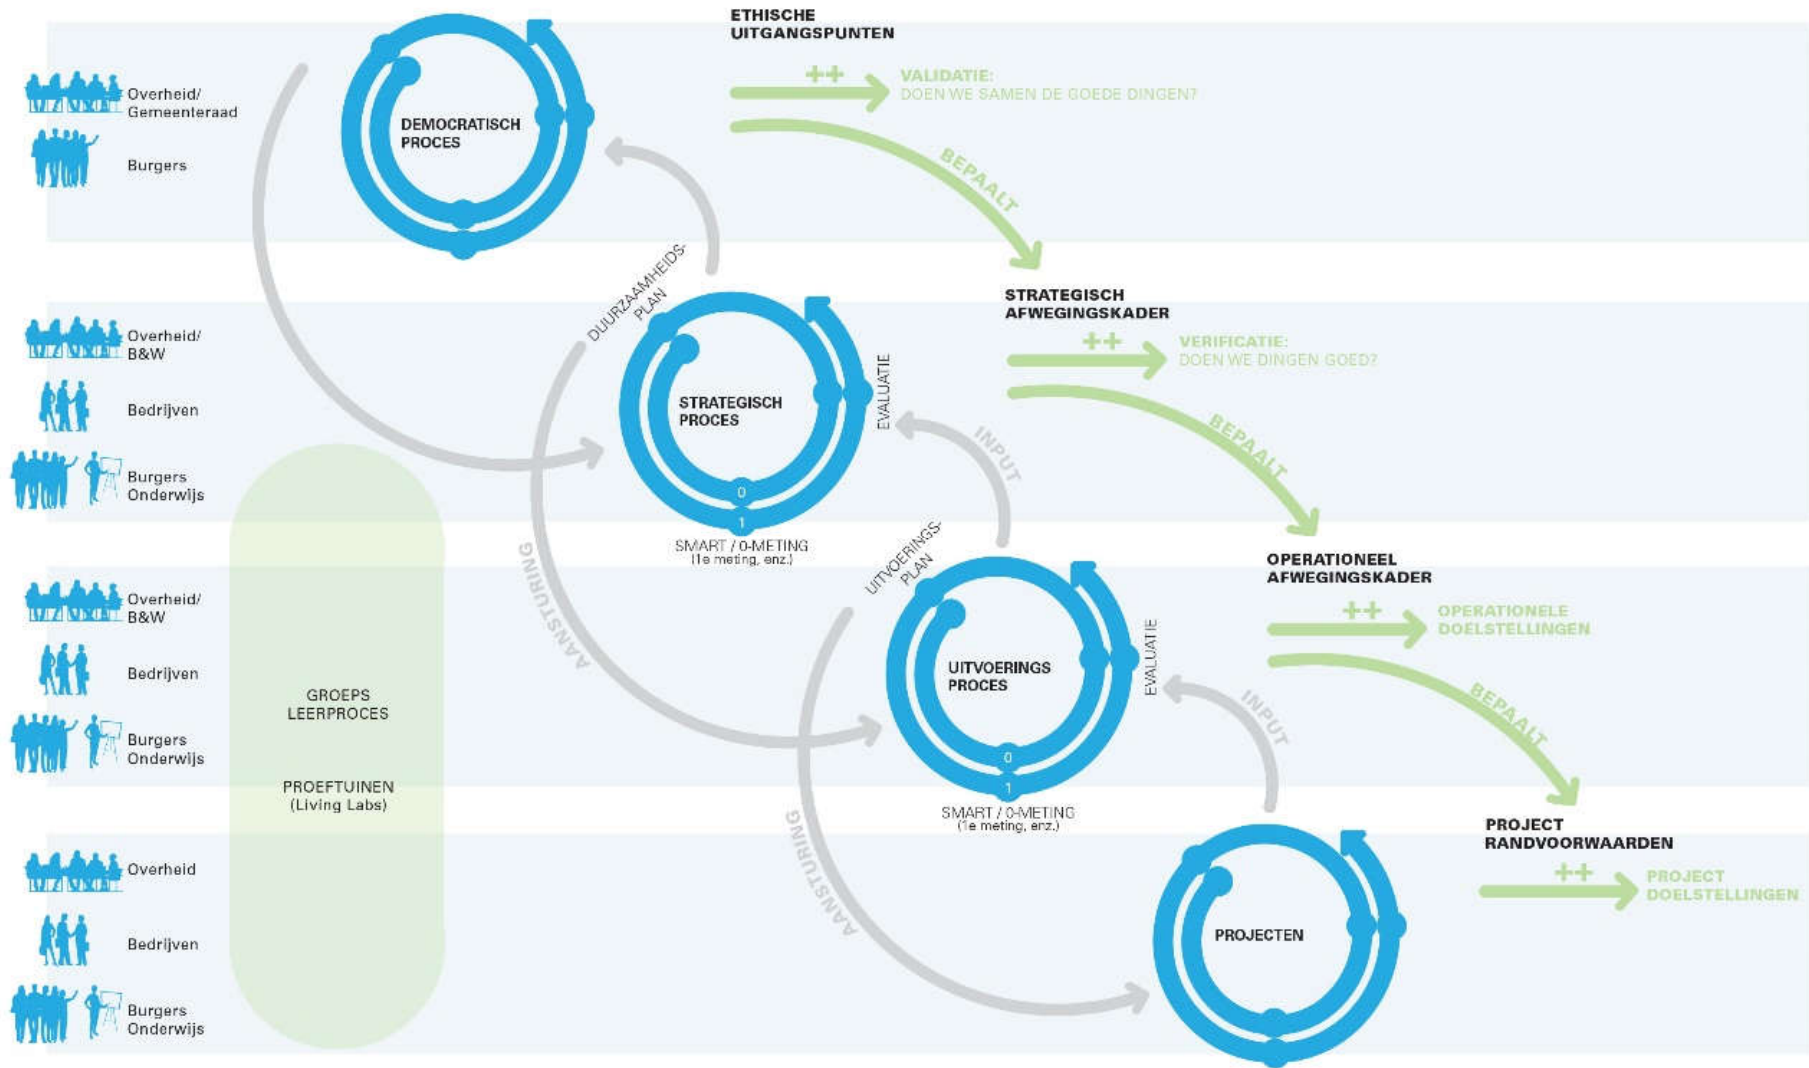 ETHISCHE
UITGANGSPUNTEN
++
VALIDATIE:
DOEN WE SAMEN DE GOEDE DINGEN?
Overheid/
Gemeenteraad
Burgers
DEMOCRATISCH
PROCES
BEPAALT
DUURZAAMHEIDS-
PLAN
STRATEGISCH
AFWEGINGSKADER
++
VERIFICATIE:
DOEN WE DINGEN GOED?
Overheid/
B&W
Bedrijven
Burgers
Onderwijs
STRATEGISCH
PROCES
EVALUATIE
0
1
SMART / 0-METING
(1e meting, enz.)
INPUT
BEPAALT
AANSTURING
UITVOERINGS-
PLAN
OPERATIONEEL
AFWEGINGSKADER
++
OPERATIONELE
DOELSTELLINGEN
Overheid/
B&W
Bedrijven
Burgers
Onderwijs
GROEPS
LEERPROCES
PROEFTUINEN
(Living Labs)
UITVOERINGS
PROCES
EVALUATIE
0
1
SMART / 0-METING
(1e meting, enz.)
INPUT
BEPAALT
AANSTURING
PROJECT
RANDVOORWAARDEN
++
PROJECT
DOELSTELLINGEN
Overheid
Bedrijven
Burgers
Onderwijs
PROJECTEN